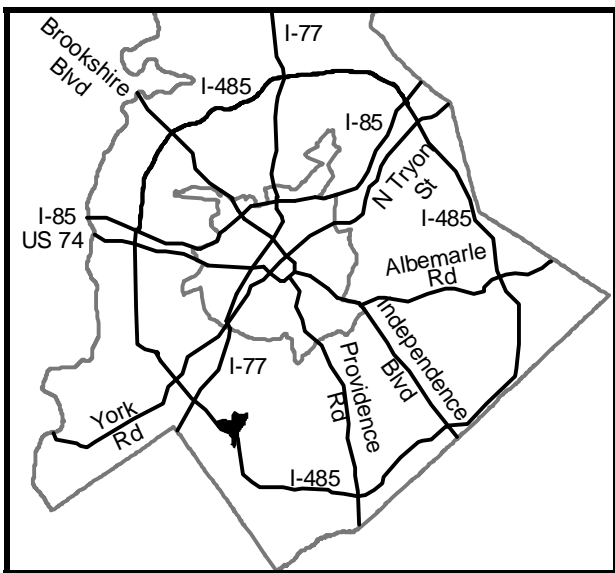 I-77
Brookshire
Blvd
I-485
I-85
N Tryon
St
I-85
I-485
US 74
Albemarle
Rd
Independence
Blvd
Providence
Rd
I-77
York
Rd
I-485